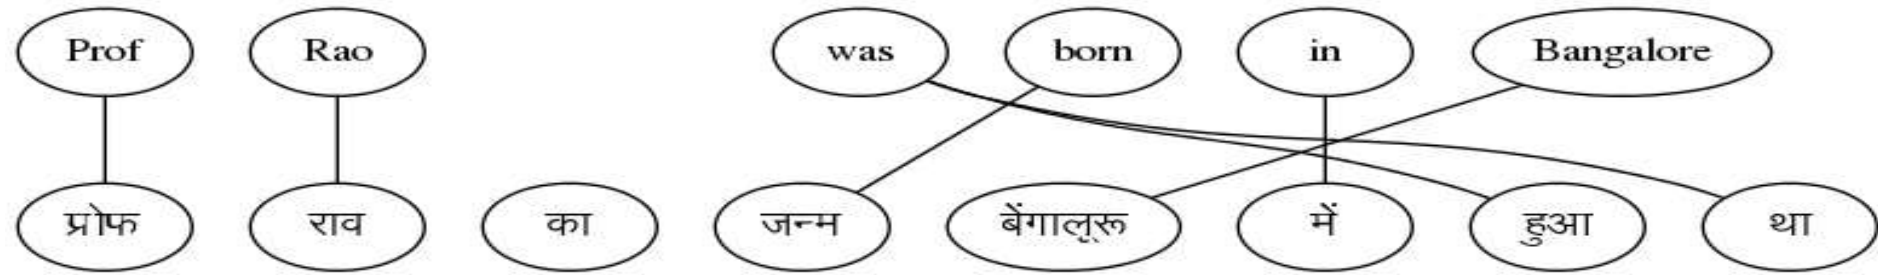 Prof Rao was born in Bangalore
प्रोफ राव का जन्म बेंगालूरू में हुआ था